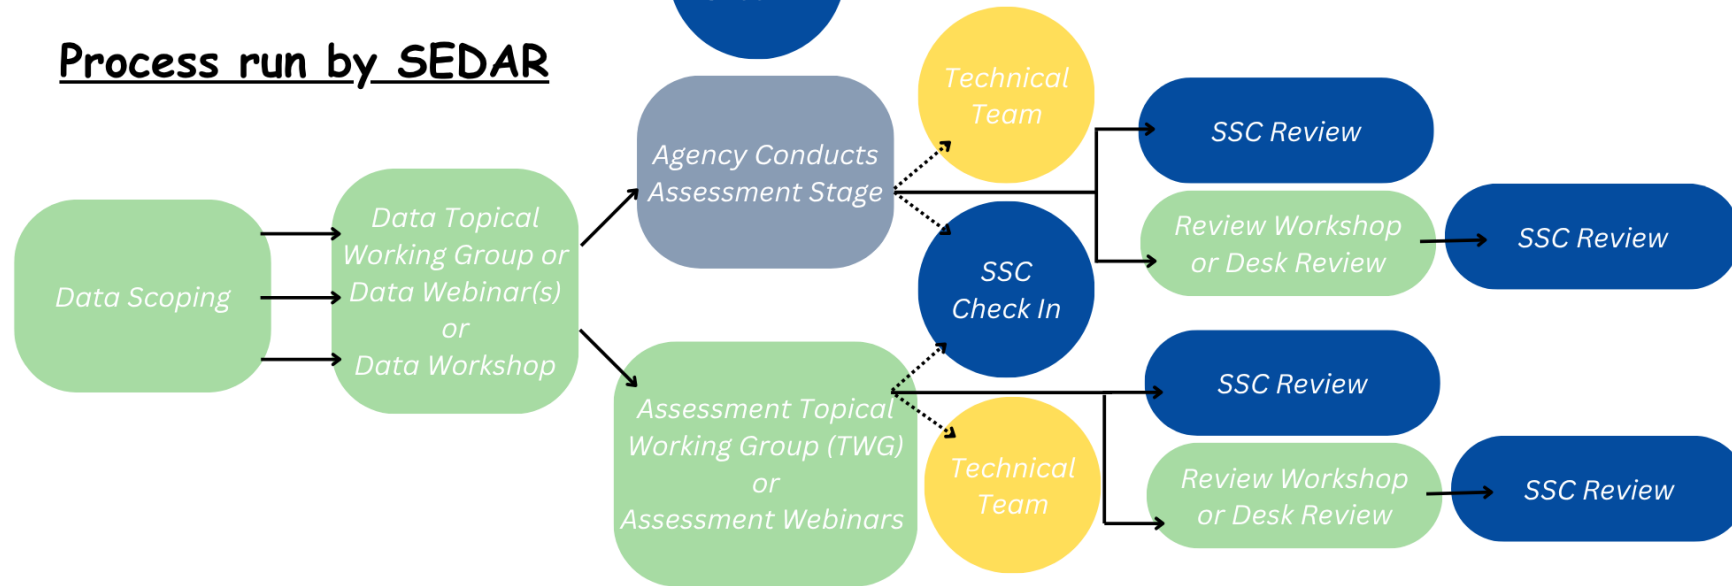 Process run by SEDAR
Data Scoping
Data Topical
Working Group or
Data Webinar(s)
or
Data Workshop
Agency Conducts
Assessment Stage
Assessment Topical
Working Group (TWG)
or
Assessment Webinars
Technical
Team
SSC
Check In
Technical
Team
SSC Review
Review Workshop
or Desk Review
SSC Review
SSC Review
Review Workshop
or Desk Review
SSC Review